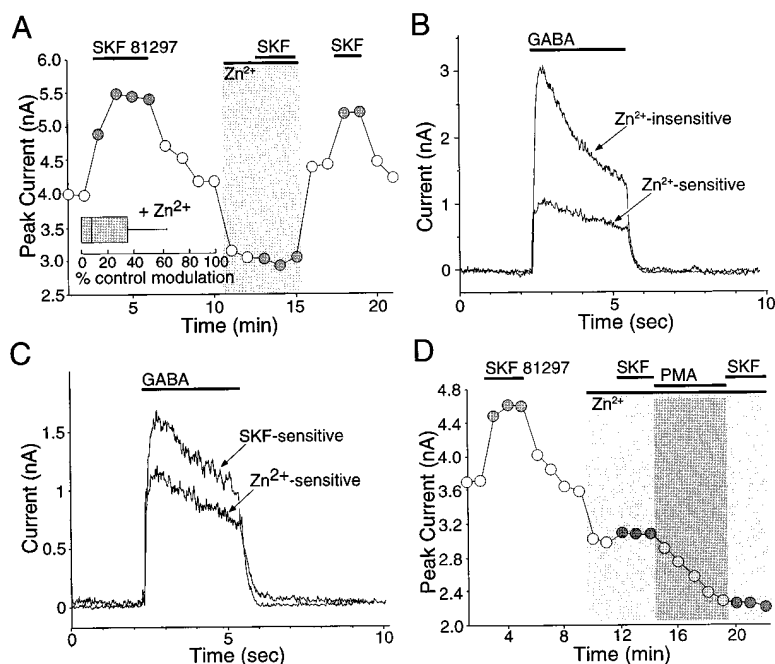 A
SKF 81297
SKF
SKF
Zn2+
Peak Current (nA)
6.0
5.5
5.0
4.5
4.0
3.5
3.0
2.5
+ Zn2+
0 20 40 60 80 100
% control modulation
5 10 15 20
Time (min)
B
GABA
Current (nA)
3
2
1
0
Zn2+-insensitive
Zn2+-sensitive
0 5 10
Time (sec)
C
GABA
Current (nA)
1.5
1
0.5
0
SKF-sensitive
Zn2+-sensitive
0 5 10
Time (sec)
D
SKF 81297
SKF
PMA
SKF
Zn2+
Peak Current (nA)
4.8
4.4
4.0
3.6
3.2
2.8
2.4
2.0
4 8 12 16 20
Time (min)